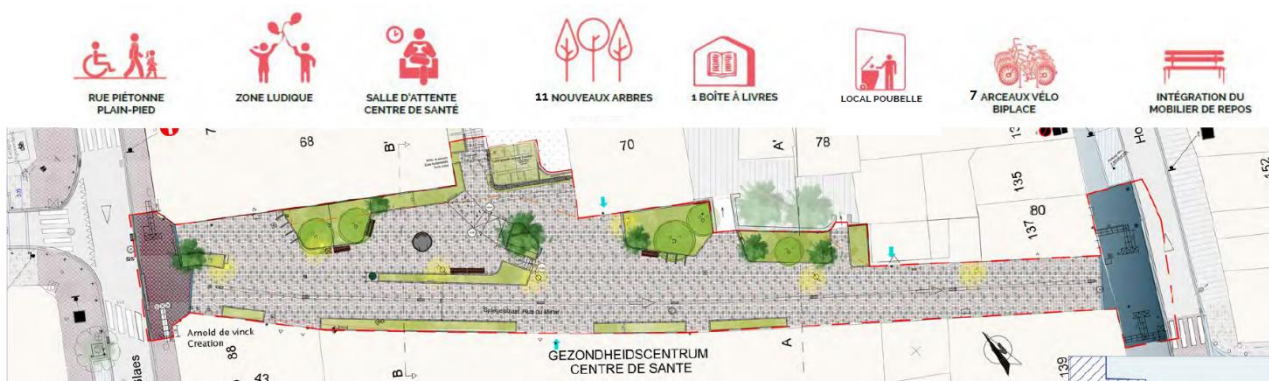 RUE PIÉTONNE
PLAIN-PIED
ZONE LUDIQUE
SALLE D'ATTENTE
CENTRE DE SANTÉ
11 NOUVEAUX ARBRES
1 BOÎTE À LIVRES
LOCAL POUBELLE
7 ARCEAUX VÉLO
BIPLACE
INTÉGRATION DU
MOBILIER DE REPOS
68
B'
70
A'
78
135
80
137
152
Arnold de vinck
Creation
88
43
B
GEZONDHEIDSCENTRUM
CENTRE DE SANTE
A
139